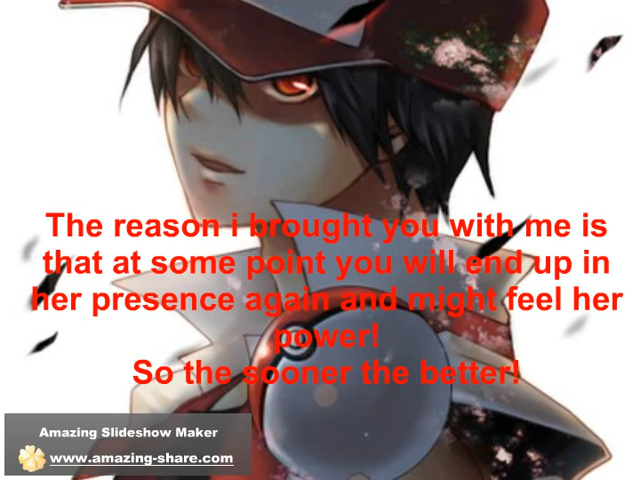 The reason i brought you with me is
that at some point you will end up in
her presence again and might feel her
power!
So the sooner the better!
Amazing Slideshow Maker
www.amazing-share.com